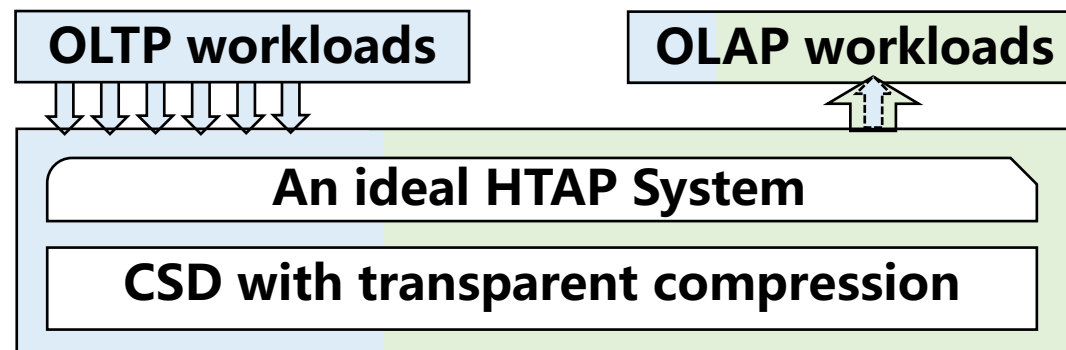 OLTP workloads
OLAP workloads
An ideal HTAP System
CSD with transparent compression